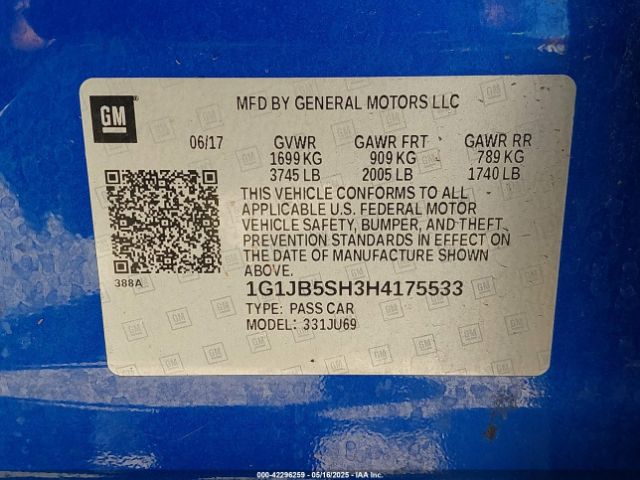 GM
MFD BY GENERAL MOTORS LLC
06/17 GVWR GAWR FRT GAWR RR
1699 KG 909 KG 789 KG
3745 LB 2005 LB 1740 LB
THIS VEHICLE CONFORMS TO ALL
APPLICABLE U.S. FEDERAL MOTOR
VEHICLE SAFETY, BUMPER, AND THEFT
PREVENTION STANDARDS IN EFFECT ON
THE DATE OF MANUFACTURE SHOWN
ABOVE.
388A
1G1JB5SH3H4175533
TYPE: PASS CAR
MODEL: 331JU69
000-42296259 - 05/16/2025 - IAAI.COM